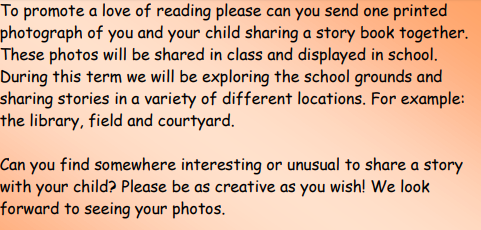 To promote a love of reading please can you send one printed
photograph of you and your child sharing a story book together.
These photos will be shared in class and displayed in school.
During this term we will be exploring the school grounds and
sharing stories in a variety of different locations. For example:
the library, field and courtyard.
Can you find somewhere interesting or unusual to share a story
with your child? Please be as creative as you wish! We look
forward to seeing your photos.